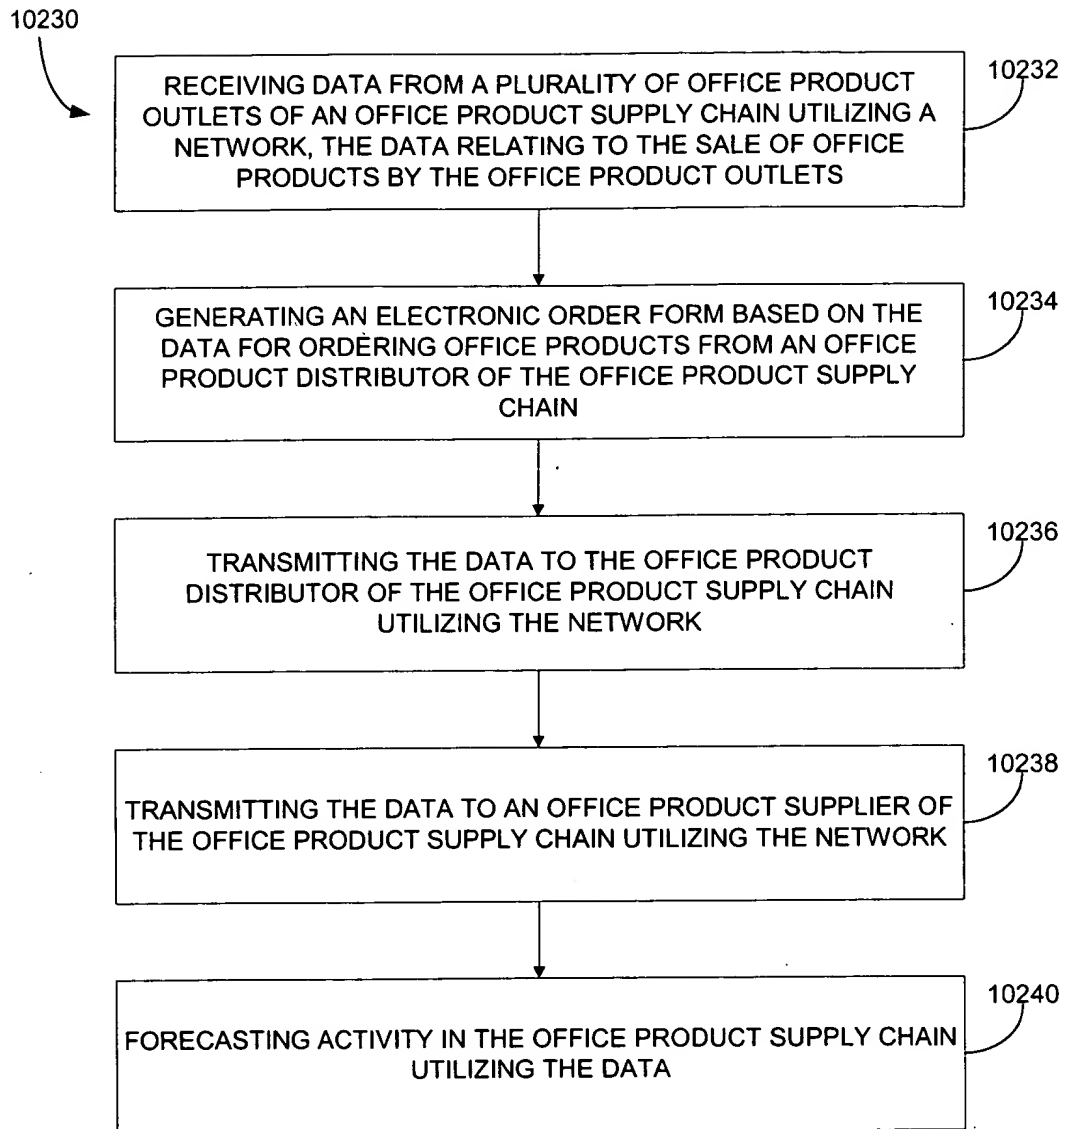 10230
RECEIVING DATA FROM A PLURALITY OF OFFICE PRODUCT
OUTLETS OF AN OFFICE PRODUCT SUPPLY CHAIN UTILIZING A
NETWORK, THE DATA RELATING TO THE SALE OF OFFICE
PRODUCTS BY THE OFFICE PRODUCT OUTLETS
10232
GENERATING AN ELECTRONIC ORDER FORM BASED ON THE
DATA FOR ORDERING OFFICE PRODUCTS FROM AN OFFICE
PRODUCT DISTRIBUTOR OF THE OFFICE PRODUCT SUPPLY
CHAIN
10234
TRANSMITTING THE DATA TO THE OFFICE PRODUCT
DISTRIBUTOR OF THE OFFICE PRODUCT SUPPLY CHAIN
UTILIZING THE NETWORK
10236
TRANSMITTING THE DATA TO AN OFFICE PRODUCT SUPPLIER OF
THE OFFICE PRODUCT SUPPLY CHAIN UTILIZING THE NETWORK
10238
FORECASTING ACTIVITY IN THE OFFICE PRODUCT SUPPLY CHAIN
UTILIZING THE DATA
10240